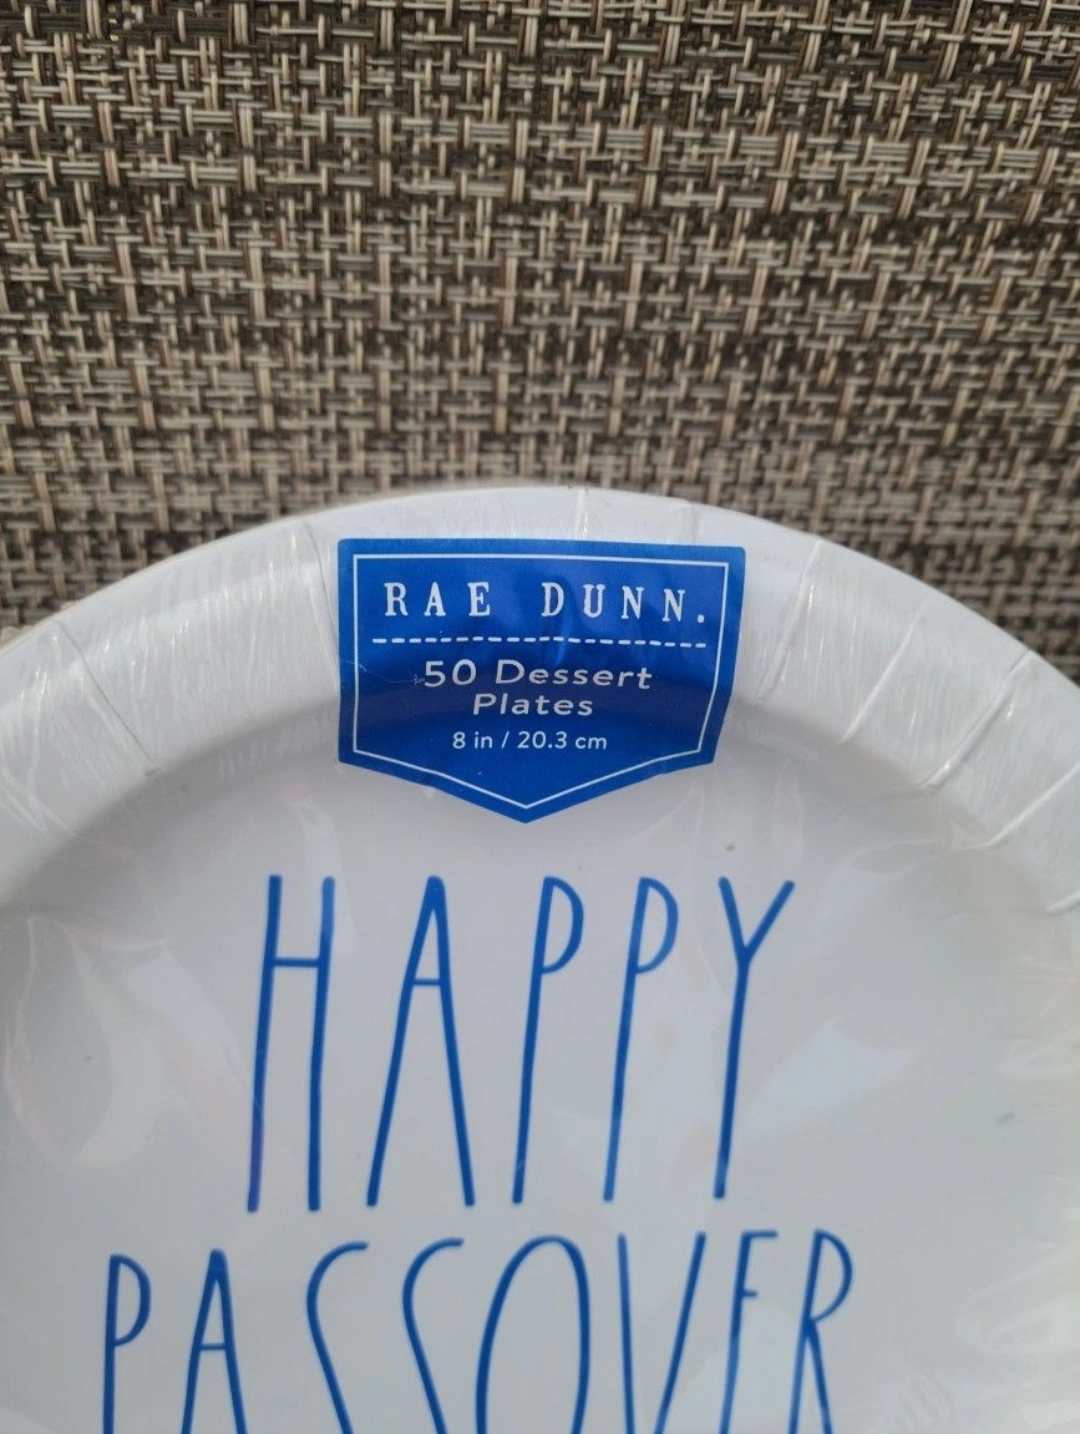 RAE DUNN.
50 Dessert
Plates
8 in / 20.3 cm
HAPPY
PASSOVER